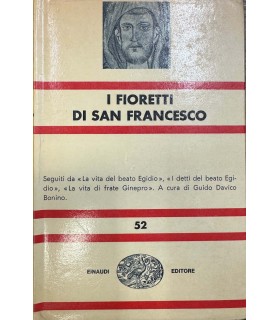 I FIORETTI
DI SAN FRANCESCO
Seguiti da «La vita del beato Egidio», «I detti del beato Egi-
dio», «La vita di frate Ginepro». A cura di Guido Davico
Bonino.
52
EINAUDI EDITORE